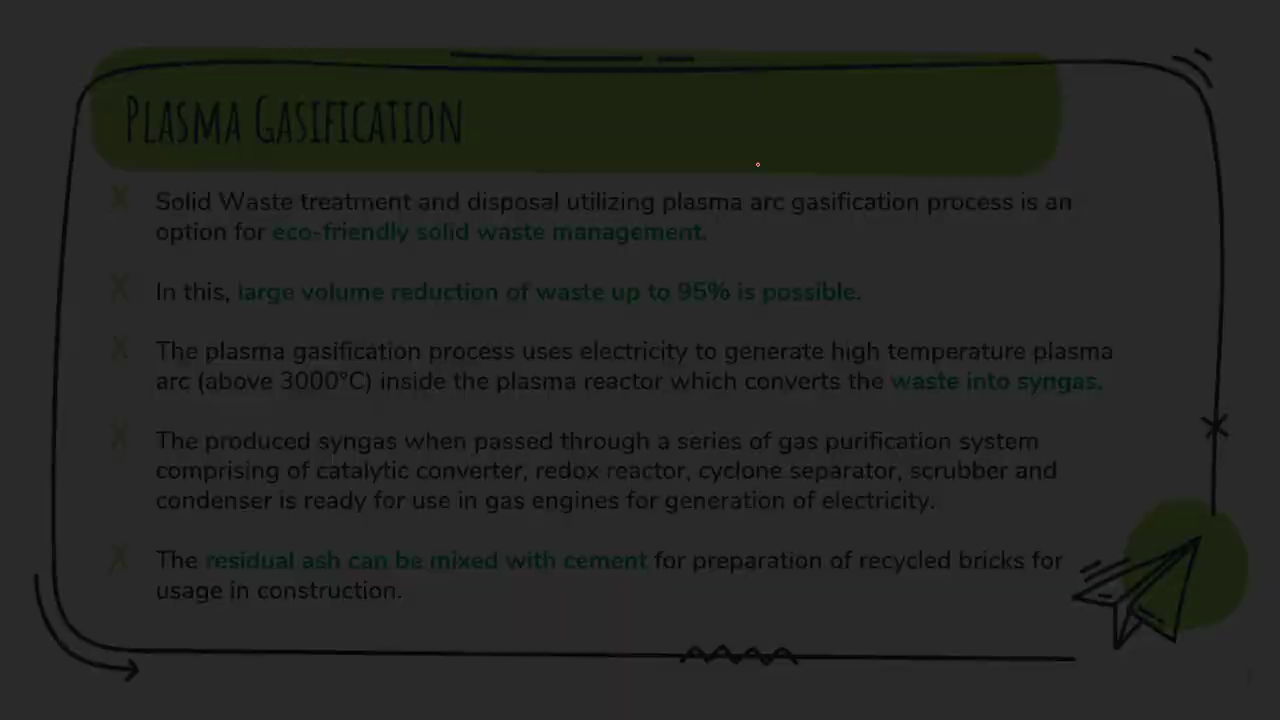 Plasma Gasification
X Solid Waste treatment and disposal utilizing plasma arc gasification process is an
option for eco-friendly solid waste management.
X In this, large volume reduction of waste up to 95% is possible.
X The plasma gasification process uses electricity to generate high temperature plasma
arc (above 3000°C) inside the plasma reactor which converts the waste into syngas.
X The produced syngas when passed through a series of gas purification system
comprising of catalytic converter, redox reactor, cyclone separator, scrubber and
condenser is ready for use in gas engines for generation of electricity.
X The residual ash can be mixed with cement for preparation of recycled bricks for
usage in construction.